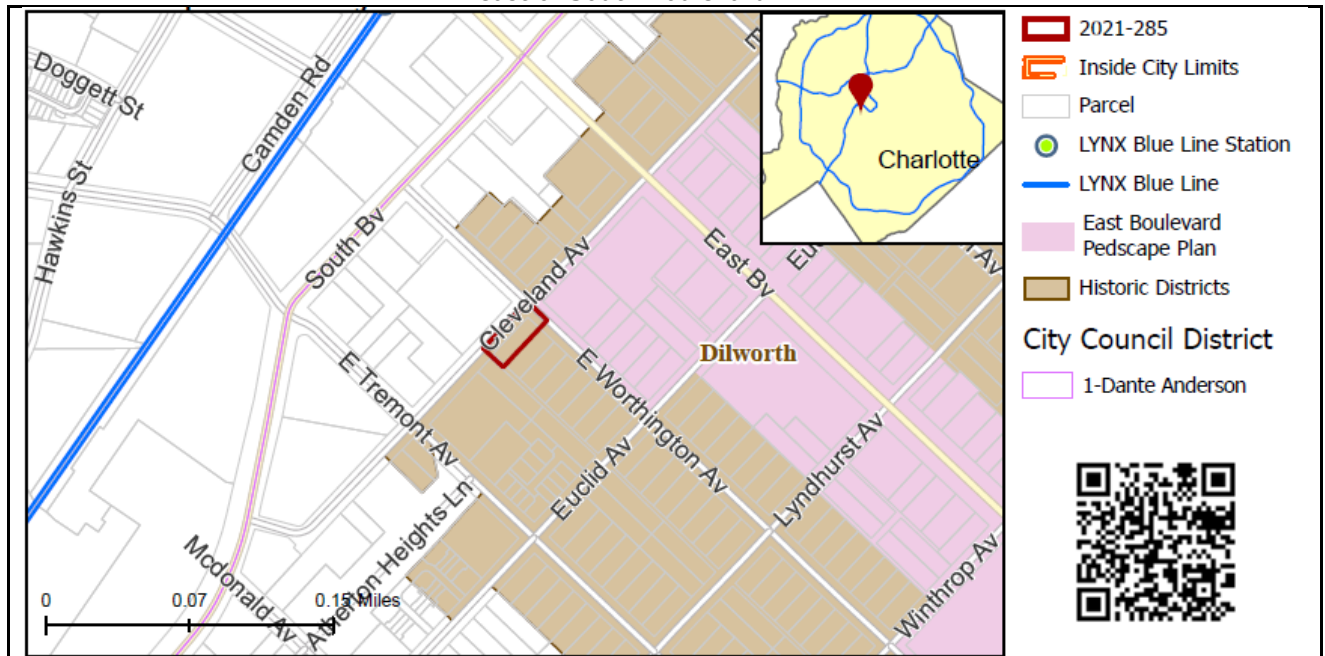 2021-285
Inside City Limits
Parcel
LYNX Blue Line Station
LYNX Blue Line
East Boulevard
Pedscape Plan
Historic Districts
City Council District
1-Dante Anderson
Charlotte
Doggett St
Camden Rd
Hawkins St
South Bv
Cleveland Av
East Bv
E Tremont Av
Dilworth
E Worthington Av
Euclid Av
Lyndhurst Av
Atherton Heights Ln
Mcdonald Av
Winthrop Av
0
0.07
0.15 Miles